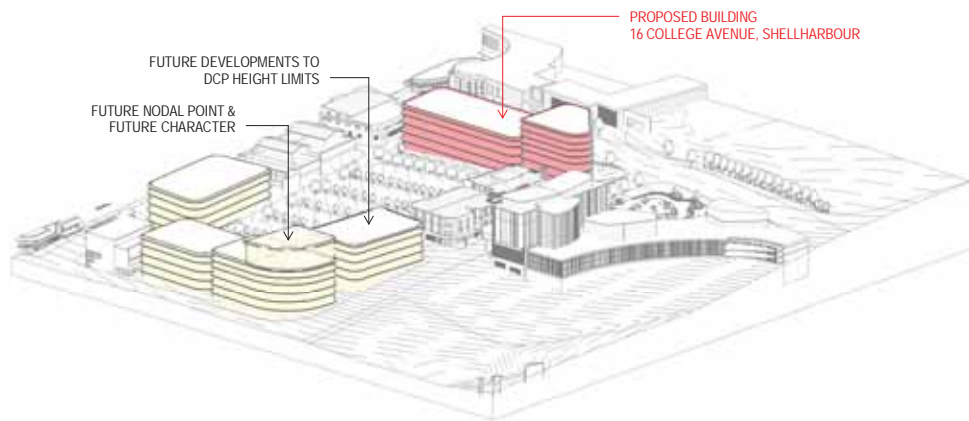 PROPOSED BUILDING
16 COLLEGE AVENUE, SHELLHARBOUR
FUTURE DEVELOPMENTS TO
DCP HEIGHT LIMITS
FUTURE NODAL POINT &
FUTURE CHARACTER